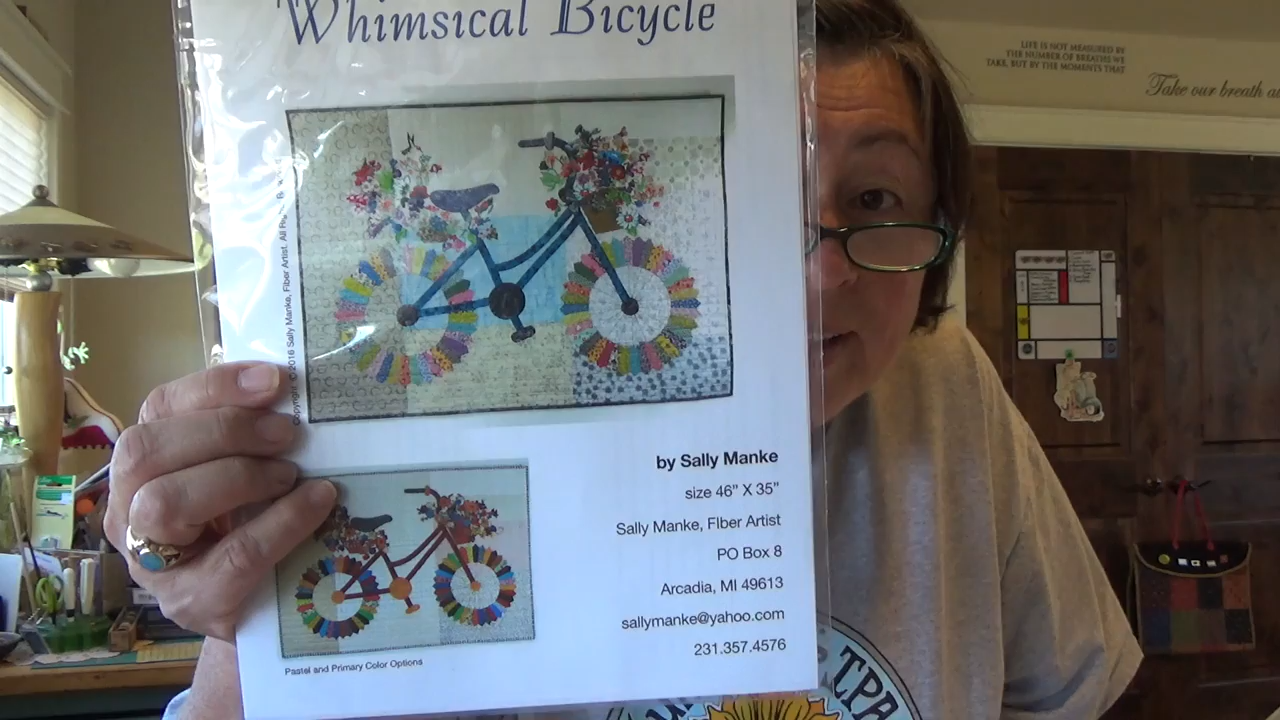 Whimsical Bicycle
LIFE IS NOT MEASURED BY
THE NUMBER OF BREATHS WE
TAKE, BUT BY THE MOMENTS THAT
Take our breath
Copyright ©2016 Sally Manke, Fiber Artist. All
by Sally Manke
size 46" X 35"
Sally Manke, FIber Artist
PO Box 8
Arcadia, MI 49613
sallymanke@yahoo.com
231.357.4576
Pastel and Primary Color Options